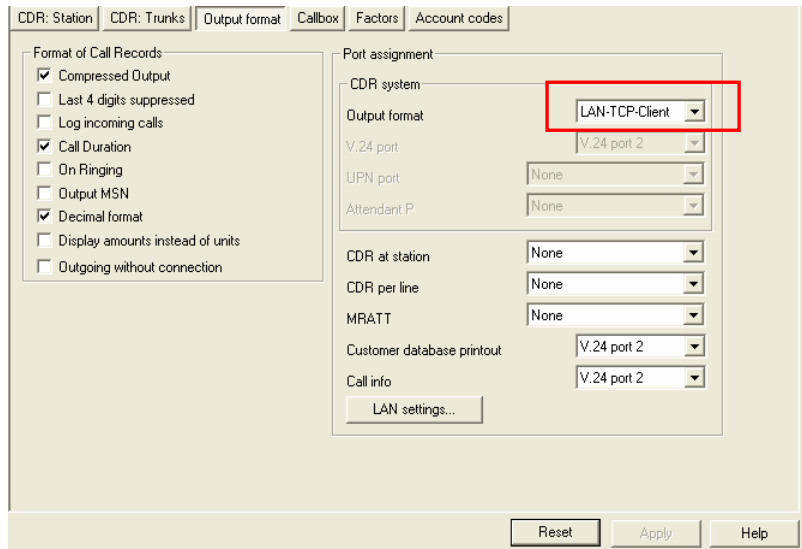 CDR: Station CDR: Trunks Output format Callbox Factors Account codes
Format of Call Records
Compressed Output
Last 4 digits suppressed
Log incoming calls
Call Duration
On Ringing
Output MSN
Decimal format
Display amounts instead of units
Outgoing without connection
Port assignment
CDR system
Output format LAN-TCP-Client
V.24 port V.24 port 2
UPN port None
Attendant P None
CDR at station None
CDR per line None
MRATT None
Customer database printout V.24 port 2
Call info V.24 port 2
LAN settings...
Reset Apply Help